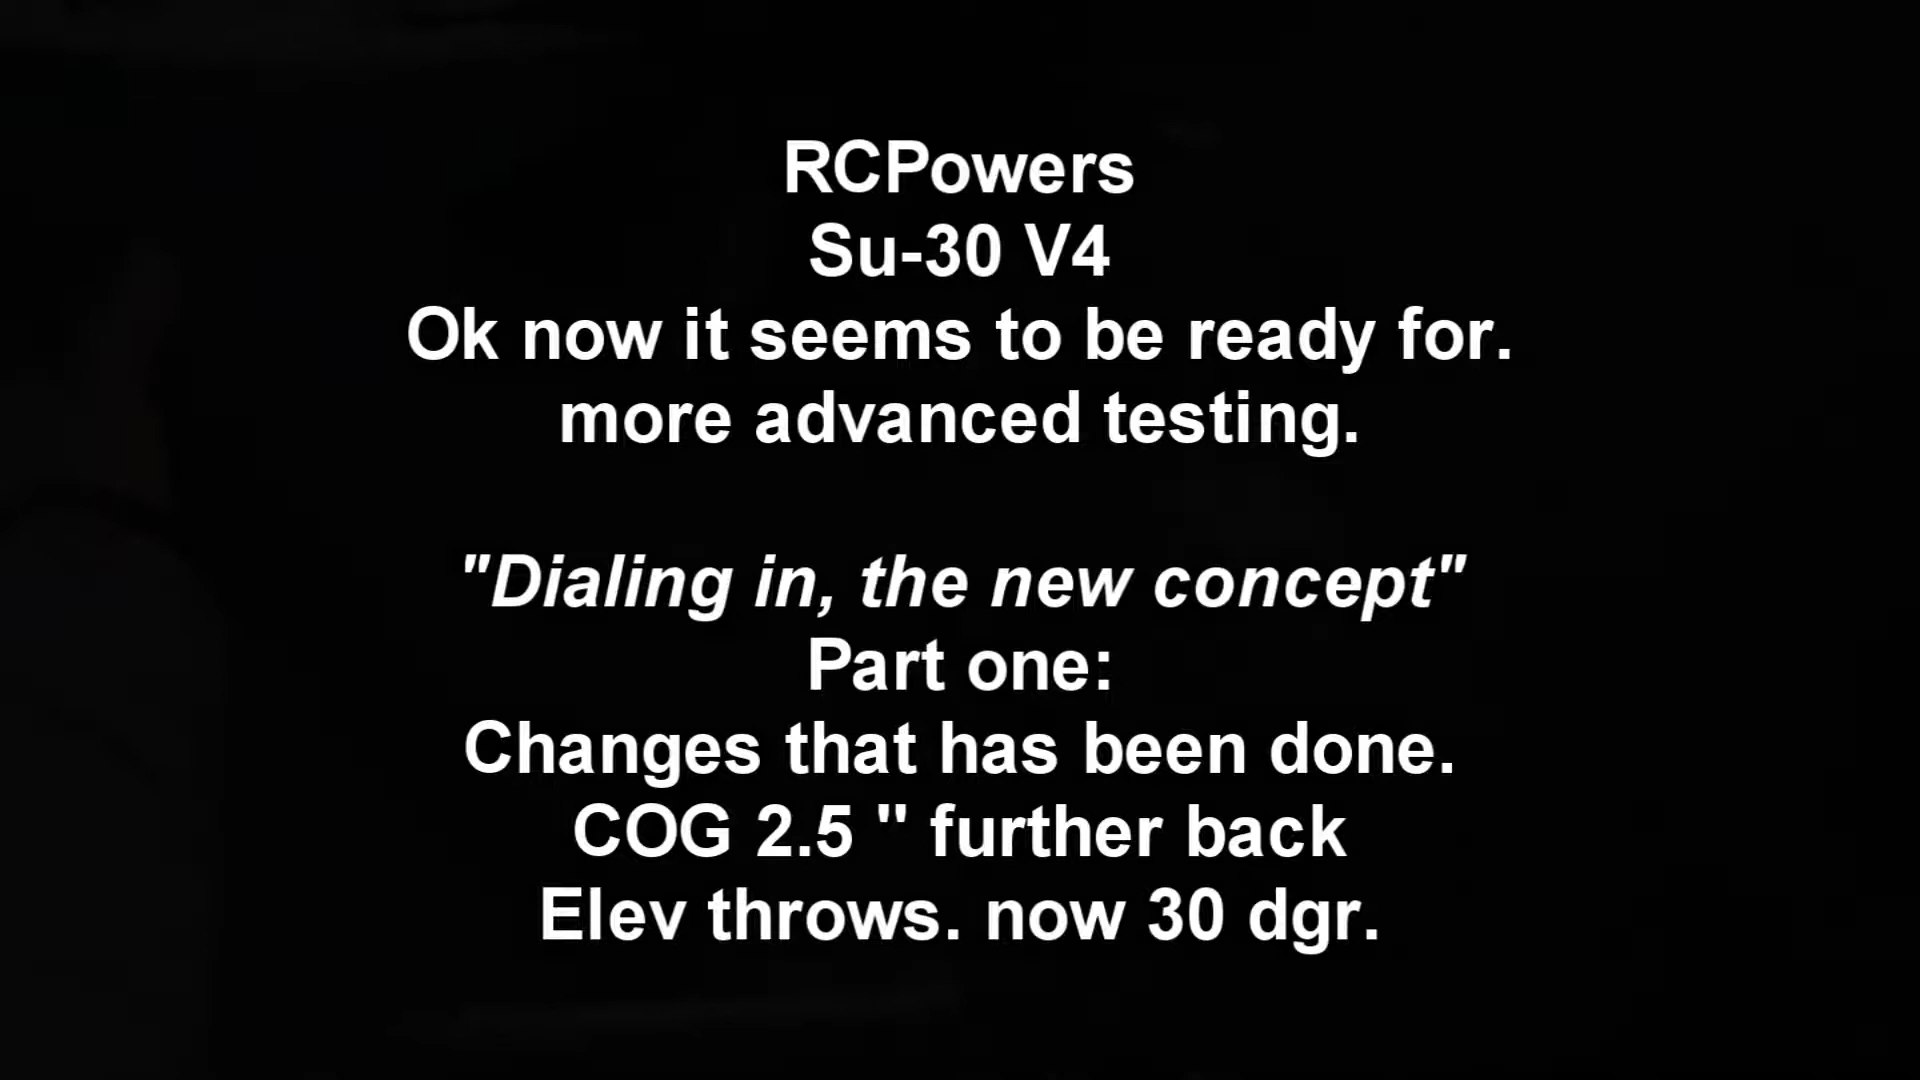 RCPowers
Su-30 V4
Ok now it seems to be ready for.
more advanced testing.
"Dialing in, the new concept"
Part one:
Changes that has been done.
COG 2.5 " further back
Elev throws. now 30 dgr.